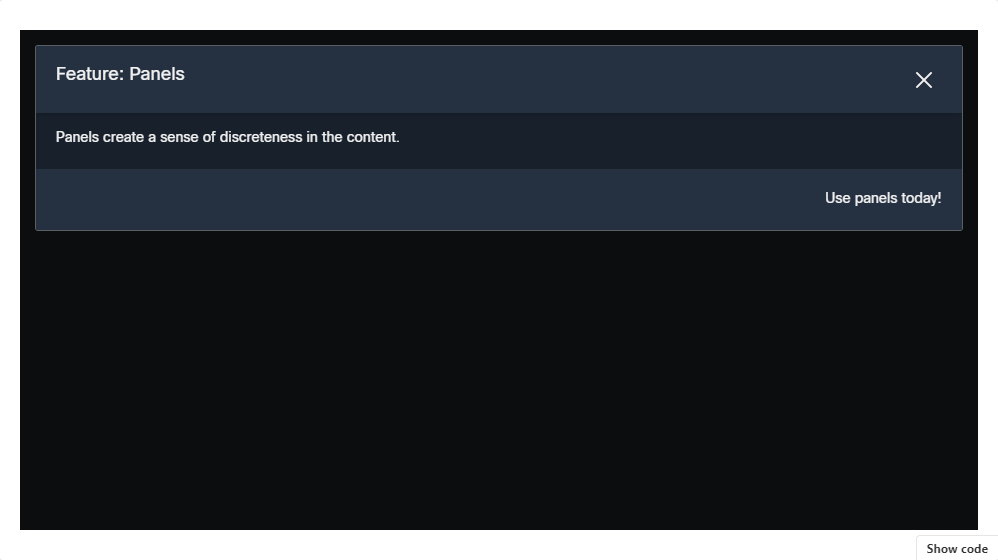 Feature: Panels
Panels create a sense of discreteness in the content.
Use panels today!
Show code